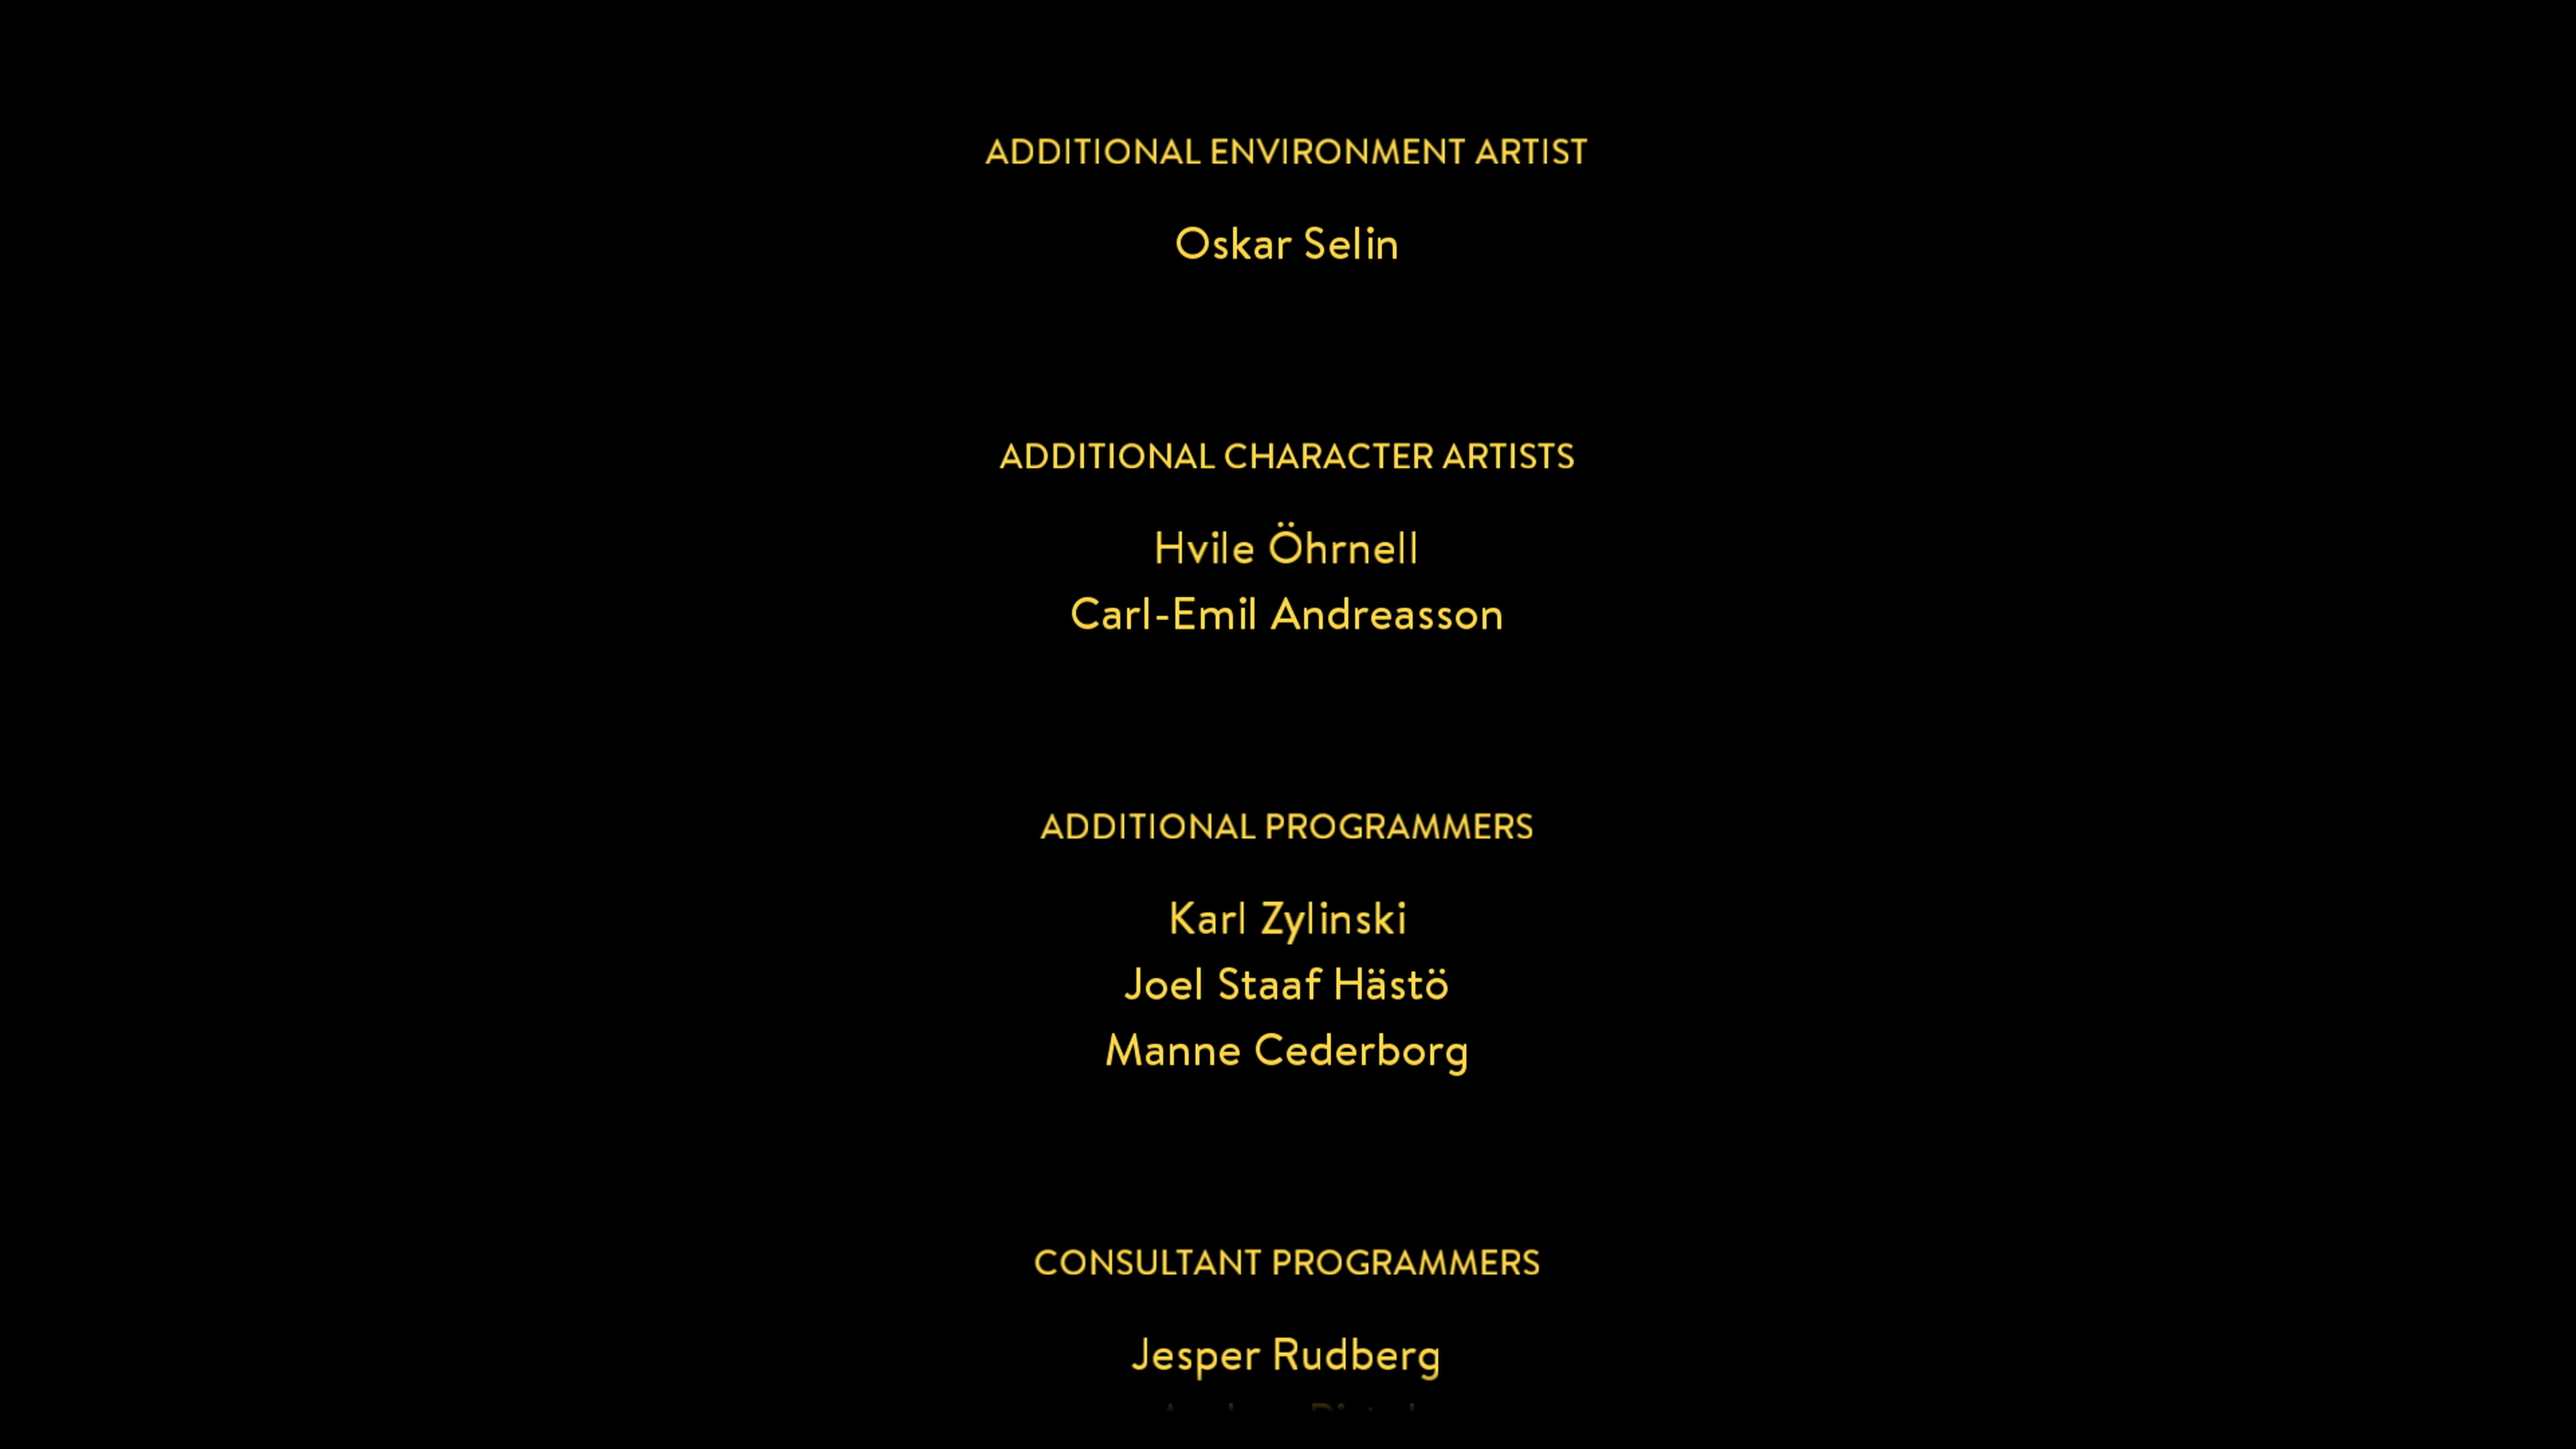 ADDITIONAL ENVIRONMENT ARTIST
Oskar Selin
ADDITIONAL CHARACTER ARTISTS
Hvile Öhrnell
Carl-Emil Andreasson
ADDITIONAL PROGRAMMERS
Karl Zylinski
Joel Staaf Hästö
Manne Cederborg
CONSULTANT PROGRAMMERS
Jesper Rudberg